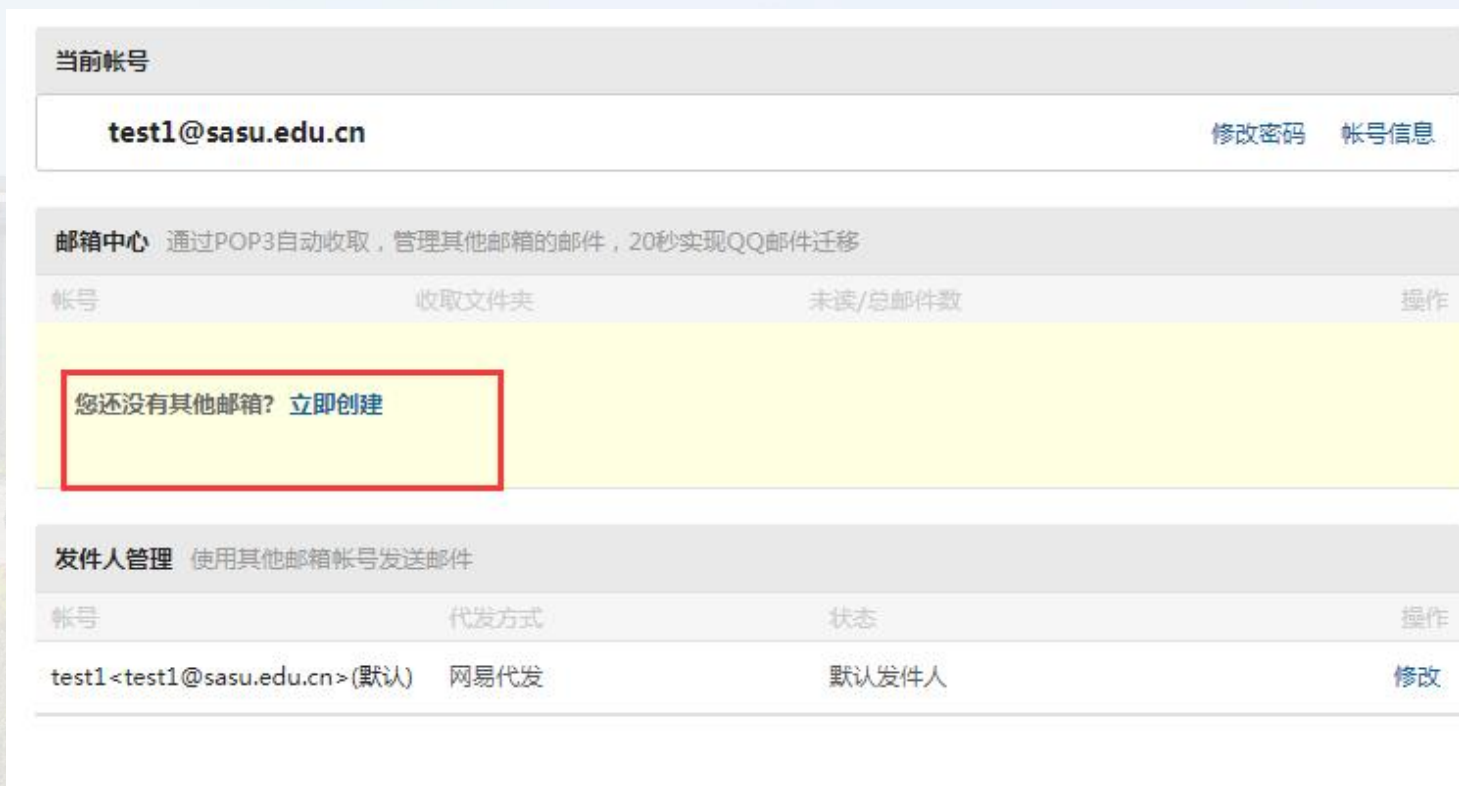 当前帐号
test1@sasu.edu.cn 修改密码 帐号信息
邮箱中心 通过POP3自动收取，管理其他邮箱的邮件，20秒实现QQ邮件迁移
帐号 收取文件夹 未读/总邮件数 操作
您还没有其他邮箱? 立即创建
发件人管理 使用其他邮箱帐号发送邮件
帐号 代发方式 状态 操作
test1<test1@sasu.edu.cn>(默认) 网易代发 默认发件人 修改